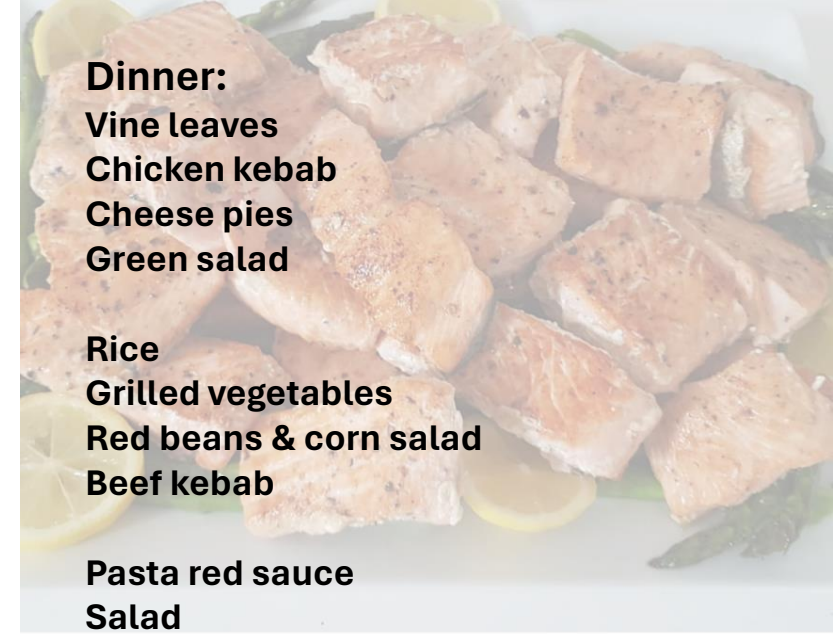 Dinner:
Vine leaves
Chicken kebab
Cheese pies
Green salad
Rice
Grilled vegetables
Red beans & corn salad
Beef kebab
Pasta red sauce
Salad